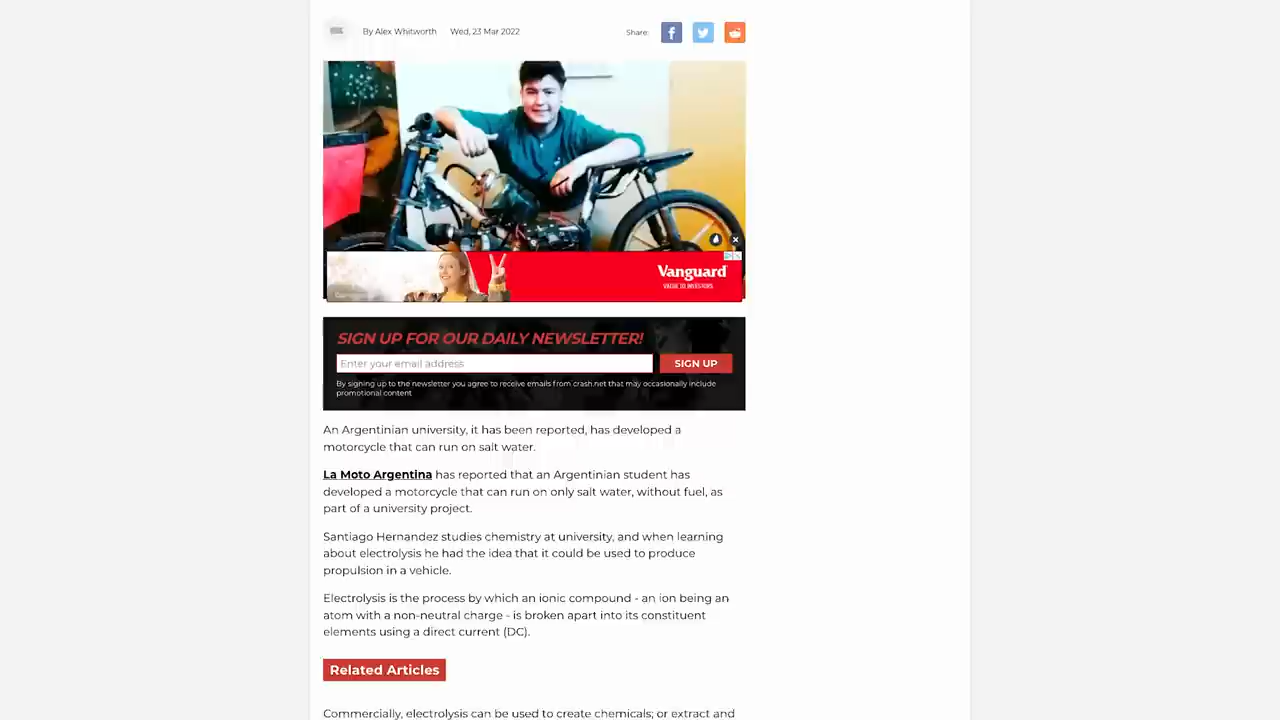 By Alex Whitworth Wed, 23 Mar 2022 Share:
Vanguard
VALUE TO INVESTORS
SIGN UP FOR OUR DAILY NEWSLETTER!
Enter your email address SIGN UP
By signing up to the newsletter you agree to receive emails from crash.net that may occasionally include
promotional content
An Argentinian university, it has been reported, has developed a
motorcycle that can run on salt water.
La Moto Argentina has reported that an Argentinian student has
developed a motorcycle that can run on only salt water, without fuel, as
part of a university project.
Santiago Hernandez studies chemistry at university, and when learning
about electrolysis he had the idea that it could be used to produce
propulsion in a vehicle.
Electrolysis is the process by which an ionic compound - an ion being an
atom with a non-neutral charge - is broken apart into its constituent
elements using a direct current (DC).
Related Articles
Commercially, electrolysis can be used to create chemicals; or extract and